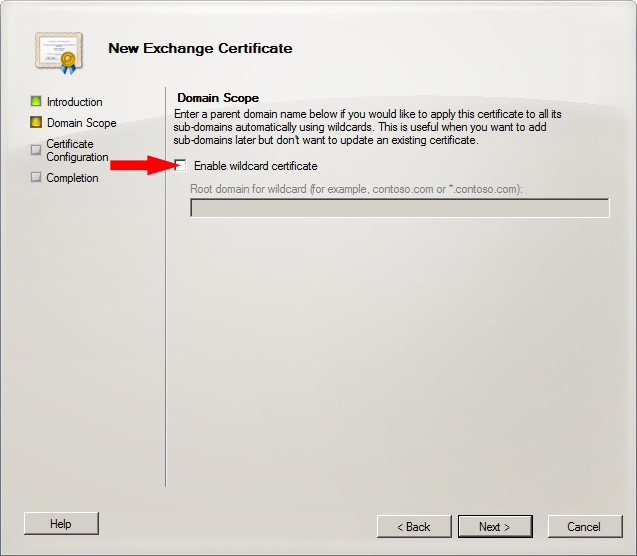 New Exchange Certificate
Introduction
Domain Scope
Certificate
Configuration
Completion
Domain Scope
Enter a parent domain name below if you would like to apply this certificate to all its
sub-domains automatically using wildcards. This is useful when you want to add
sub-domains later but don't want to update an existing certificate.
Enable wildcard certificate
Root domain for wildcard (for example, contoso.com or *.contoso.com):
Help
< Back
Next >
Cancel